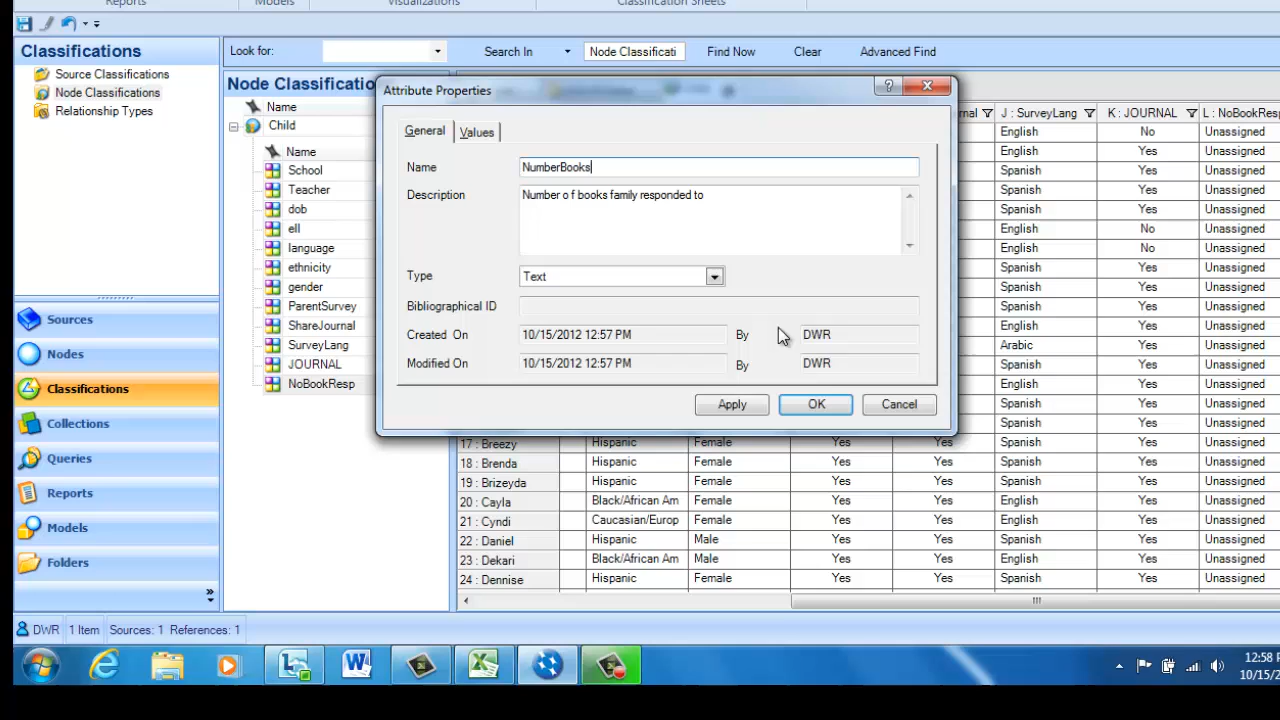 Reports Models Visualizations Classification Sheets
Classifications
Source Classifications
Node Classifications
Relationship Types
Sources
Nodes
Classifications
Collections
Queries
Reports
Models
Folders
Look for: Search In Node Classificati Find Now Clear Advanced Find
Node Classificatio
Name
Child
Name
School
Teacher
dob
ell
language
ethnicity
gender
ParentSurvey
ShareJournal
SurveyLang
JOURNAL
NoBookResp
Attribute Properties
General Values
Name NumberBooks
Description Number o f books family responded to
Type Text
Bibliographical ID
Created On 10/15/2012 12:57 PM By DWR
Modified On 10/15/2012 12:57 PM By DWR
Apply OK Cancel
nal J : SurveyLang K : JOURNAL L : NoBookResp
English No Unassigned
Spanish Yes Unassigned
Spanish Yes Unassigned
Spanish Yes Unassigned
Spanish Yes Unassigned
English No Unassigned
English No Unassigned
Spanish Yes Unassigned
Spanish Yes Unassigned
Spanish Yes Unassigned
English Yes Unassigned
Arabic Yes Unassigned
Spanish Yes Unassigned
English Yes Unassigned
Spanish Yes Unassigned
Spanish Yes Unassigned
17 : Breezy Hispanic Female Yes Yes Spanish Yes Unassigned
18 : Brenda Hispanic Female Yes Yes Spanish Yes Unassigned
19 : Brizeyda Hispanic Female Yes Yes Spanish Yes Unassigned
20 : Cayla Black/African Am Female Yes Yes English Yes Unassigned
21 : Cyndi Caucasian/Europ Female Yes Yes English Yes Unassigned
22 : Daniel Hispanic Male Yes Yes Spanish Yes Unassigned
23 : Dekari Black/African Am Male Yes Yes English Yes Unassigned
24 : Dennise Hispanic Female Yes Yes Spanish Yes Unassigned
DWR 1 Item Sources: 1 References: 1
12:58 P
10/15/20